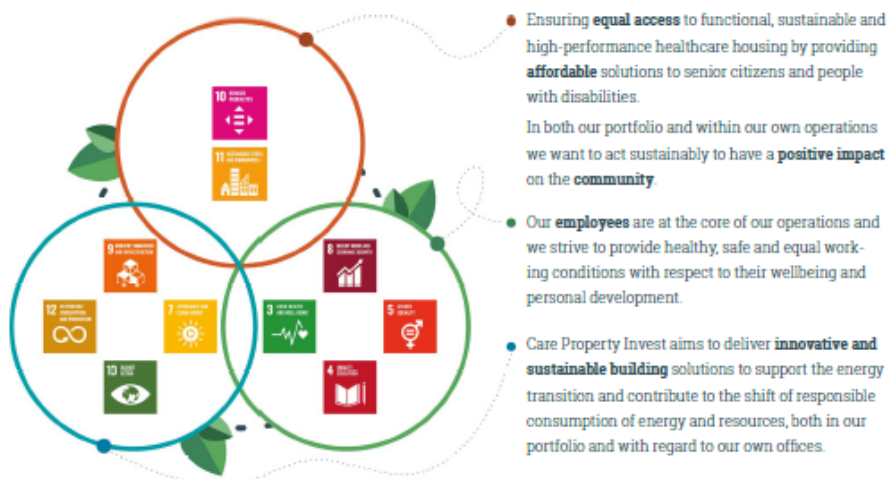 10 REDUCED INEQUALITIES
11 SUSTAINABLE CITIES AND COMMUNITIES
9 INDUSTRY, INNOVATION AND INFRASTRUCTURE
12 RESPONSIBLE CONSUMPTION AND PRODUCTION
7 AFFORDABLE AND CLEAN ENERGY
13 CLIMATE ACTION
8 DECENT WORK AND ECONOMIC GROWTH
3 GOOD HEALTH AND WELL-BEING
5 GENDER EQUALITY
4 QUALITY EDUCATION
Ensuring equal access to functional, sustainable and
high-performance healthcare housing by providing
affordable solutions to senior citizens and people
with disabilities.
In both our portfolio and within our own operations
we want to act sustainably to have a positive impact
on the community.
Our employees are at the core of our operations and
we strive to provide healthy, safe and equal work-
ing conditions with respect to their wellbeing and
personal development.
Care Property Invest aims to deliver innovative and
sustainable building solutions to support the energy
transition and contribute to the shift of responsible
consumption of energy and resources, both in our
portfolio and with regard to our own offices.